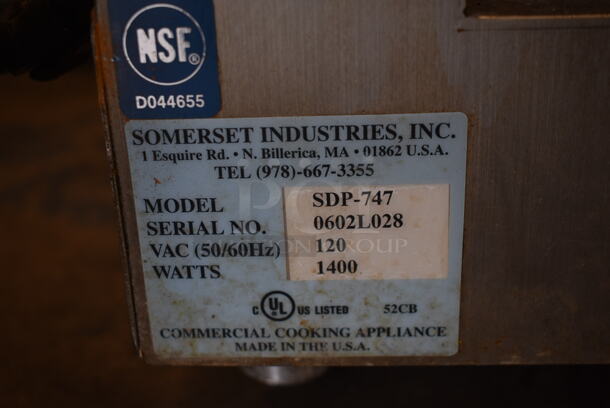 NSF®
D044655
SOMERSET INDUSTRIES, INC.
1 Esquire Rd. • N. Billerica, MA • 01862 U.S.A.
TEL (978)-667-3355
MODEL SDP-747
SERIAL NO. 0602L028
VAC (50/60Hz) 120
WATTS 1400
C UL US LISTED 52CB
COMMERCIAL COOKING APPLIANCE
MADE IN THE U.S.A.